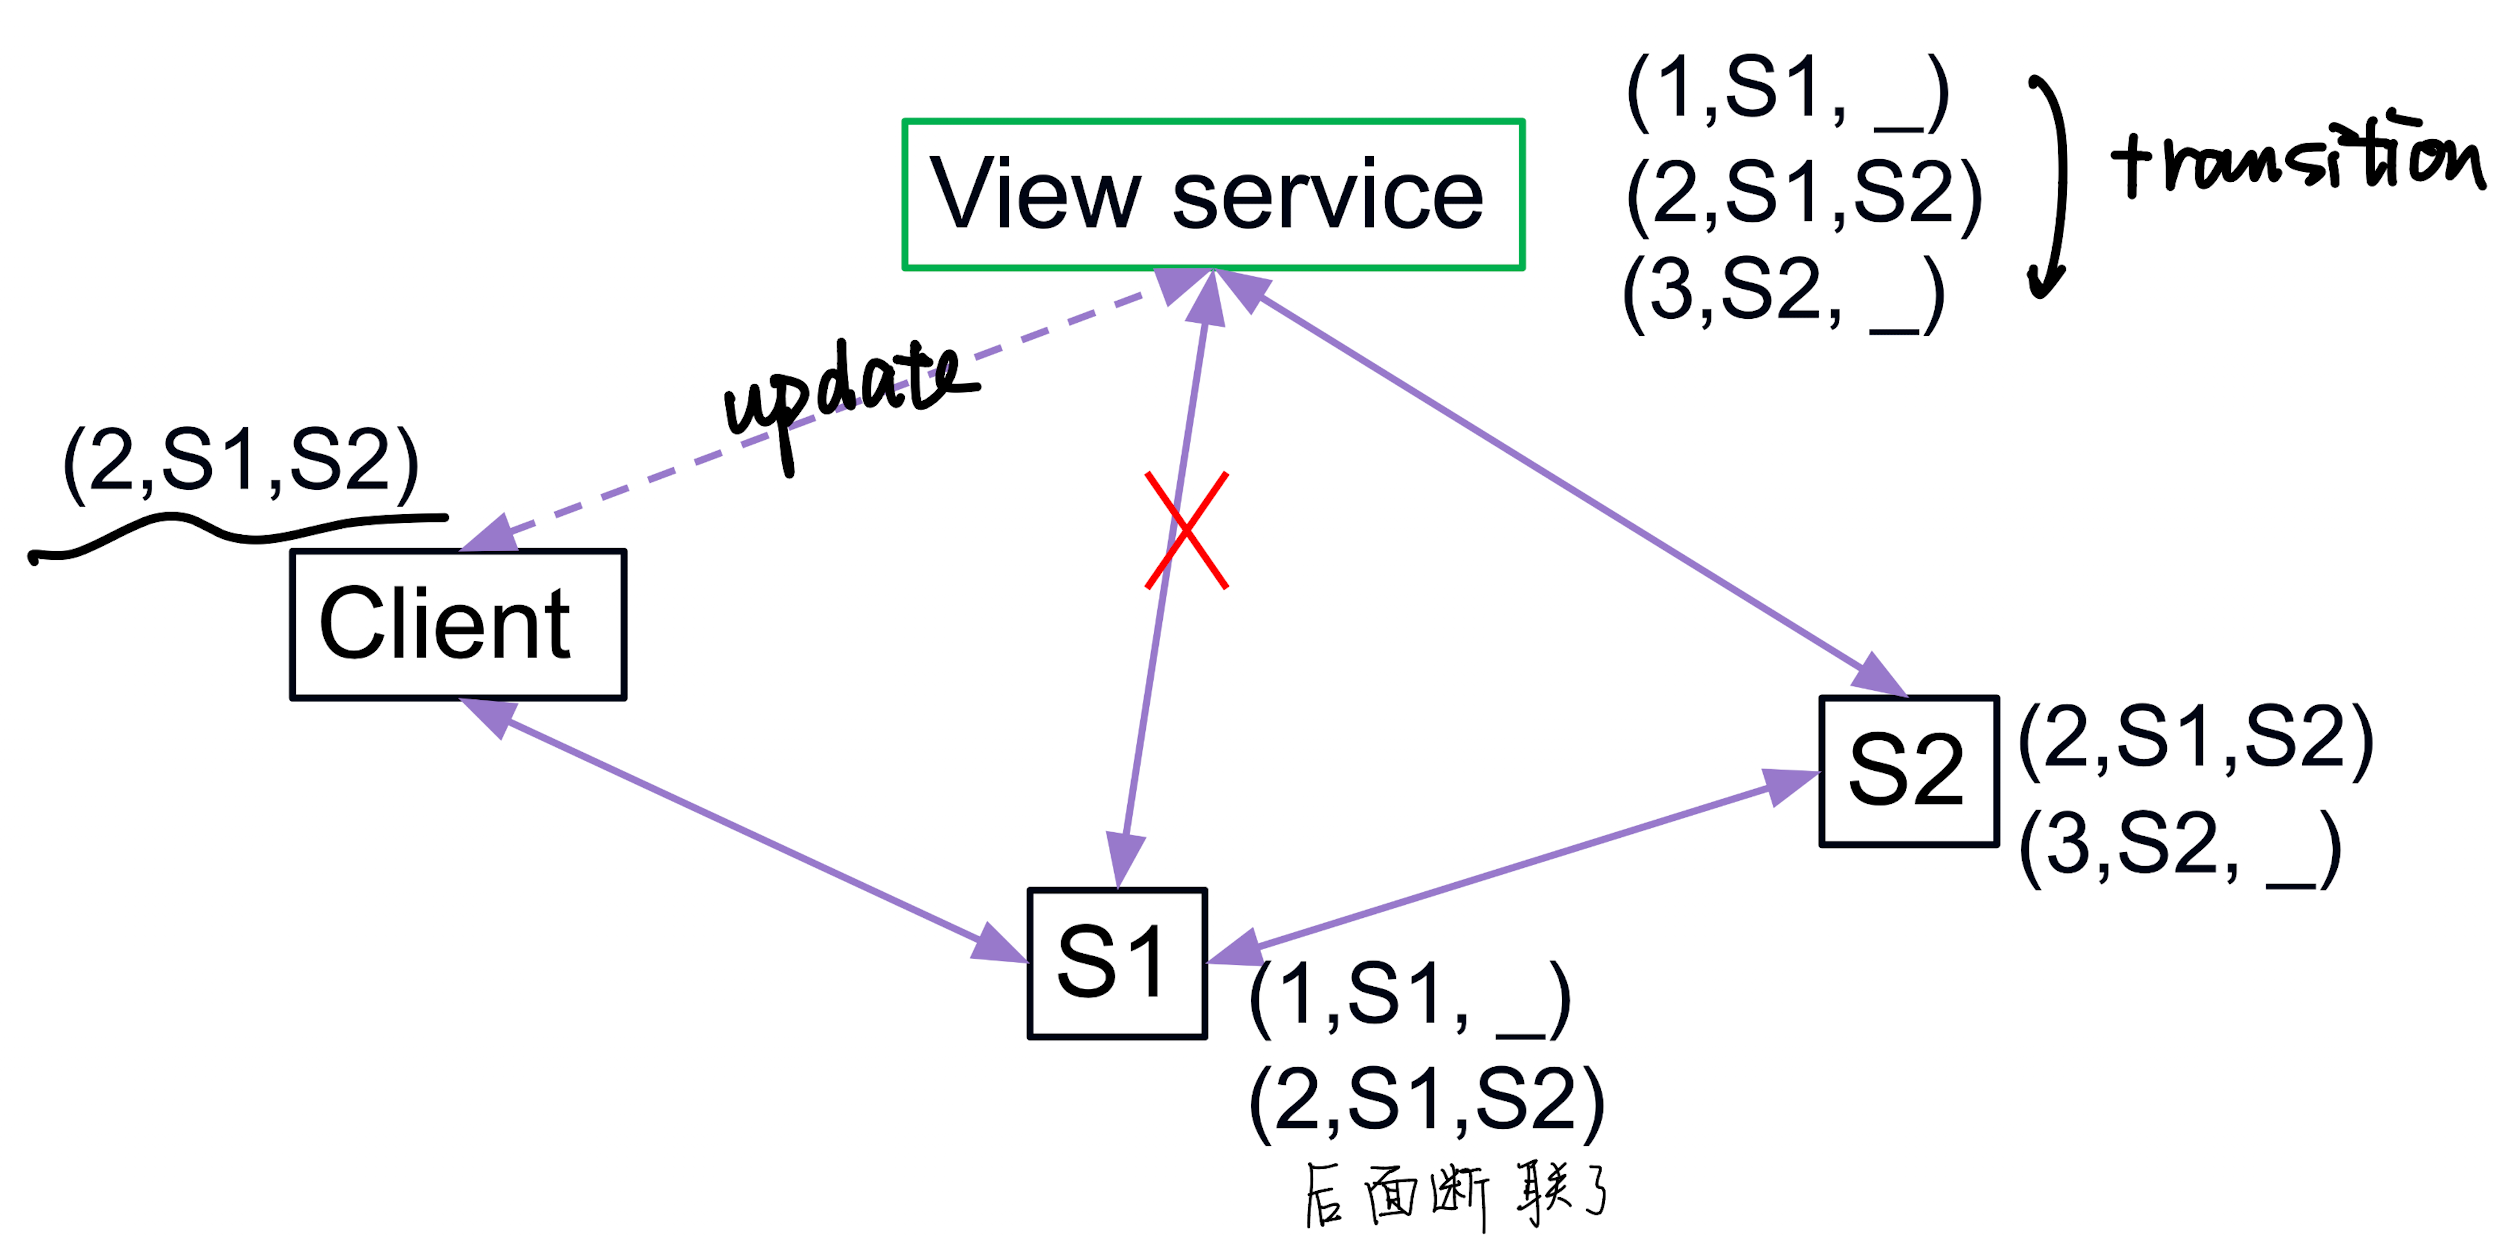 (1,S1, _)
(2,S1,S2)
(3,S2, _)
transition
View service
update
(2,S1,S2)
Client
S2
(2,S1,S2)
(3,S2, _)
S1
(1,S1, _)
(2,S1,S2)
后面断联了